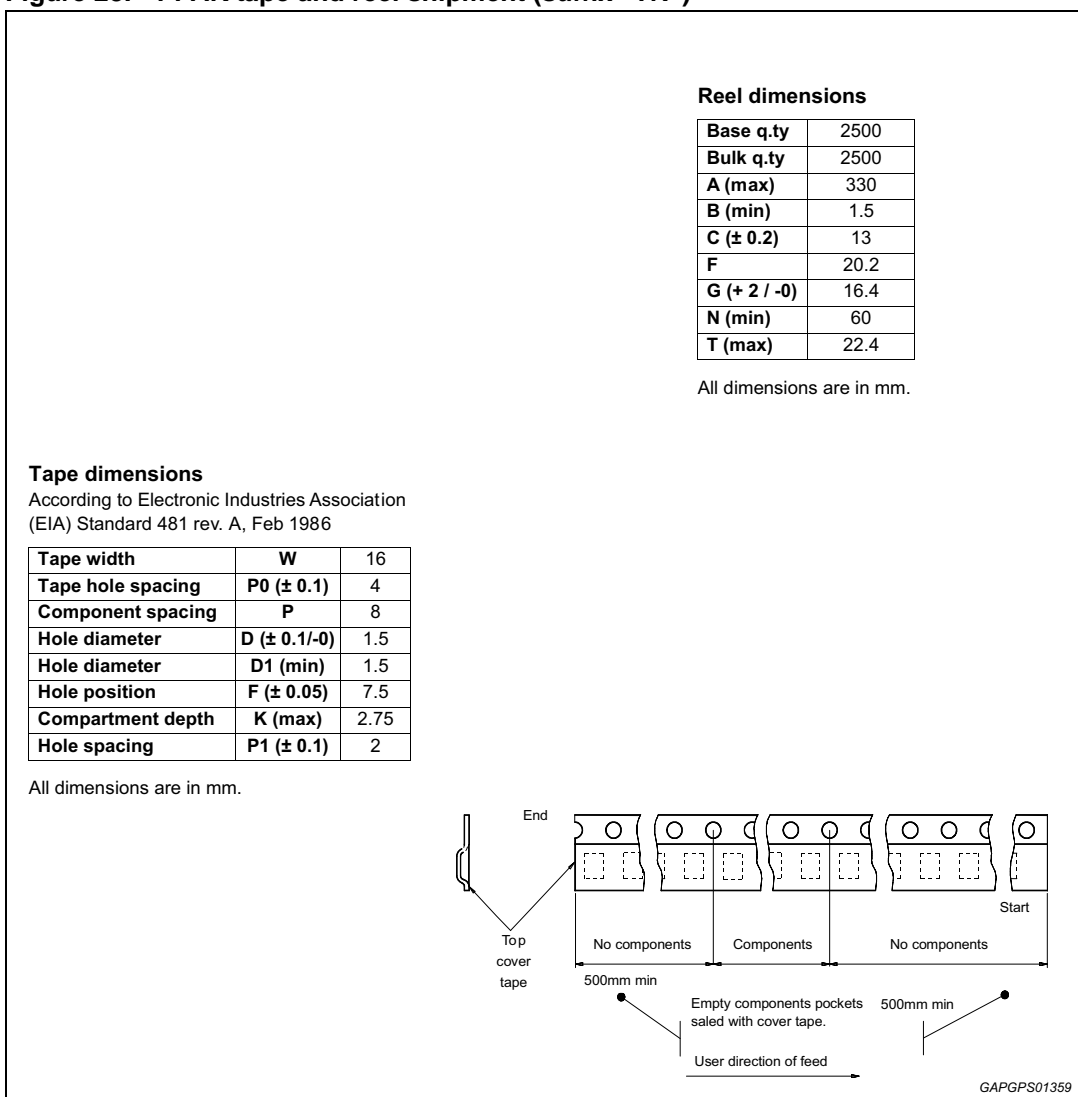 Reel dimensions
Base q.ty 2500
Bulk q.ty 2500
A (max) 330
B (min) 1.5
C (± 0.2) 13
F 20.2
G (+ 2 / -0) 16.4
N (min) 60
T (max) 22.4
All dimensions are in mm.
Tape dimensions
According to Electronic Industries Association
(EIA) Standard 481 rev. A, Feb 1986
Tape width W 16
Tape hole spacing P0 (± 0.1) 4
Component spacing P 8
Hole diameter D (± 0.1/-0) 1.5
Hole diameter D1 (min) 1.5
Hole position F (± 0.05) 7.5
Compartment depth K (max) 2.75
Hole spacing P1 (± 0.1) 2
All dimensions are in mm.
End
Start
Top
cover
tape
No components Components No components
500mm min
Empty components pockets
saled with cover tape.
500mm min
User direction of feed
GAPGPS01359